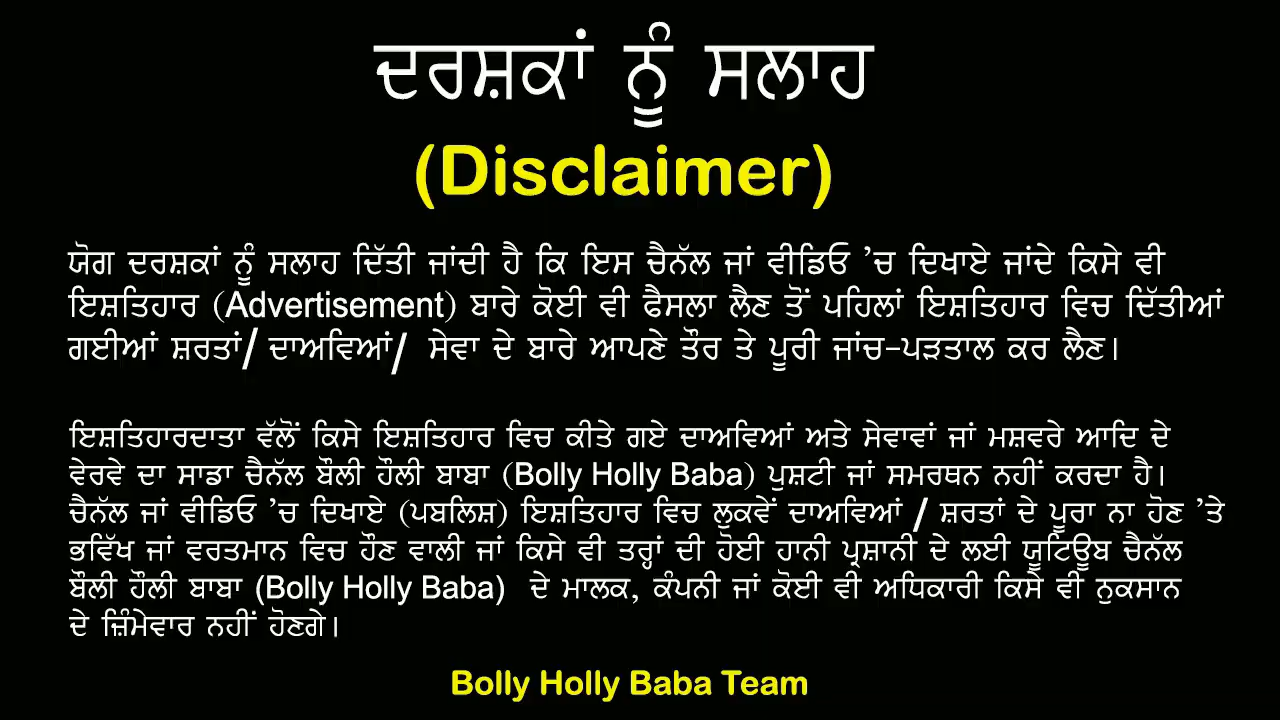 ਦਰਸ਼ਕਾਂ ਨੂੰ ਸਲਾਹ
(Disclaimer)
ਯੋਗ ਦਰਸ਼ਕਾਂ ਨੂੰ ਸਲਾਹ ਦਿੱਤੀ ਜਾਂਦੀ ਹੈ ਕਿ ਇਸ ਚੈਨੱਲ ਜਾਂ ਵੀਡਿਓ ’ਚ ਦਿਖਾਏ ਜਾਂਦੇ ਕਿਸੇ ਵੀ
ਇਸ਼ਤਿਹਾਰ (Advertisement) ਬਾਰੇ ਕੋਈ ਵੀ ਫੈਸਲਾ ਲੈਣ ਤੋਂ ਪਹਿਲਾਂ ਇਸ਼ਤਿਹਾਰ ਵਿਚ ਦਿੱਤੀਆਂ
ਗਈਆਂ ਸ਼ਰਤਾਂ/ ਦਾਅਵਿਆਂ/ ਸੇਵਾ ਦੇ ਬਾਰੇ ਆਪਣੇ ਤੌਰ ਤੇ ਪੂਰੀ ਜਾਂਚ-ਪੜਤਾਲ ਕਰ ਲੈਣ।
ਇਸ਼ਤਿਹਾਰਦਾਤਾ ਵੱਲੋਂ ਕਿਸੇ ਇਸ਼ਤਿਹਾਰ ਵਿਚ ਕੀਤੇ ਗਏ ਦਾਅਵਿਆਂ ਅਤੇ ਸੇਵਾਵਾਂ ਜਾਂ ਮਸ਼ਵਰੇ ਆਦਿ ਦੇ
ਵੇਰਵੇ ਦਾ ਸਾਡਾ ਚੈਨੱਲ ਬੌਲੀ ਹੌਲੀ ਬਾਬਾ (Bolly Holly Baba) ਪੁਸ਼ਟੀ ਜਾਂ ਸਮਰਥਨ ਨਹੀਂ ਕਰਦਾ ਹੈ।
ਚੈਨੱਲ ਜਾਂ ਵੀਡਿਓ ’ਚ ਦਿਖਾਏ (ਪਬਲਿਸ਼) ਇਸ਼ਤਿਹਾਰ ਵਿਚ ਲੁਕਵੇਂ ਦਾਅਵਿਆਂ / ਸ਼ਰਤਾਂ ਦੇ ਪੂਰਾ ਨਾ ਹੋਣ ’ਤੇ
ਭਵਿੱਖ ਜਾਂ ਵਰਤਮਾਨ ਵਿਚ ਹੌਣ ਵਾਲੀ ਜਾਂ ਕਿਸੇ ਵੀ ਤਰ੍ਹਾਂ ਦੀ ਹੋਈ ਹਾਨੀ ਪ੍ਰਸ਼ਾਨੀ ਦੇ ਲਈ ਯੂਟਿਊਬ ਚੈਨੱਲ
ਬੌਲੀ ਹੌਲੀ ਬਾਬਾ (Bolly Holly Baba) ਦੇ ਮਾਲਕ, ਕੰਪਨੀ ਜਾਂ ਕੋਈ ਵੀ ਅਧਿਕਾਰੀ ਕਿਸੇ ਵੀ ਨੁਕਸਾਨ
ਦੇ ਜ਼ਿੰਮੇਵਾਰ ਨਹੀਂ ਹੋਣਗੇ।
Bolly Holly Baba Team